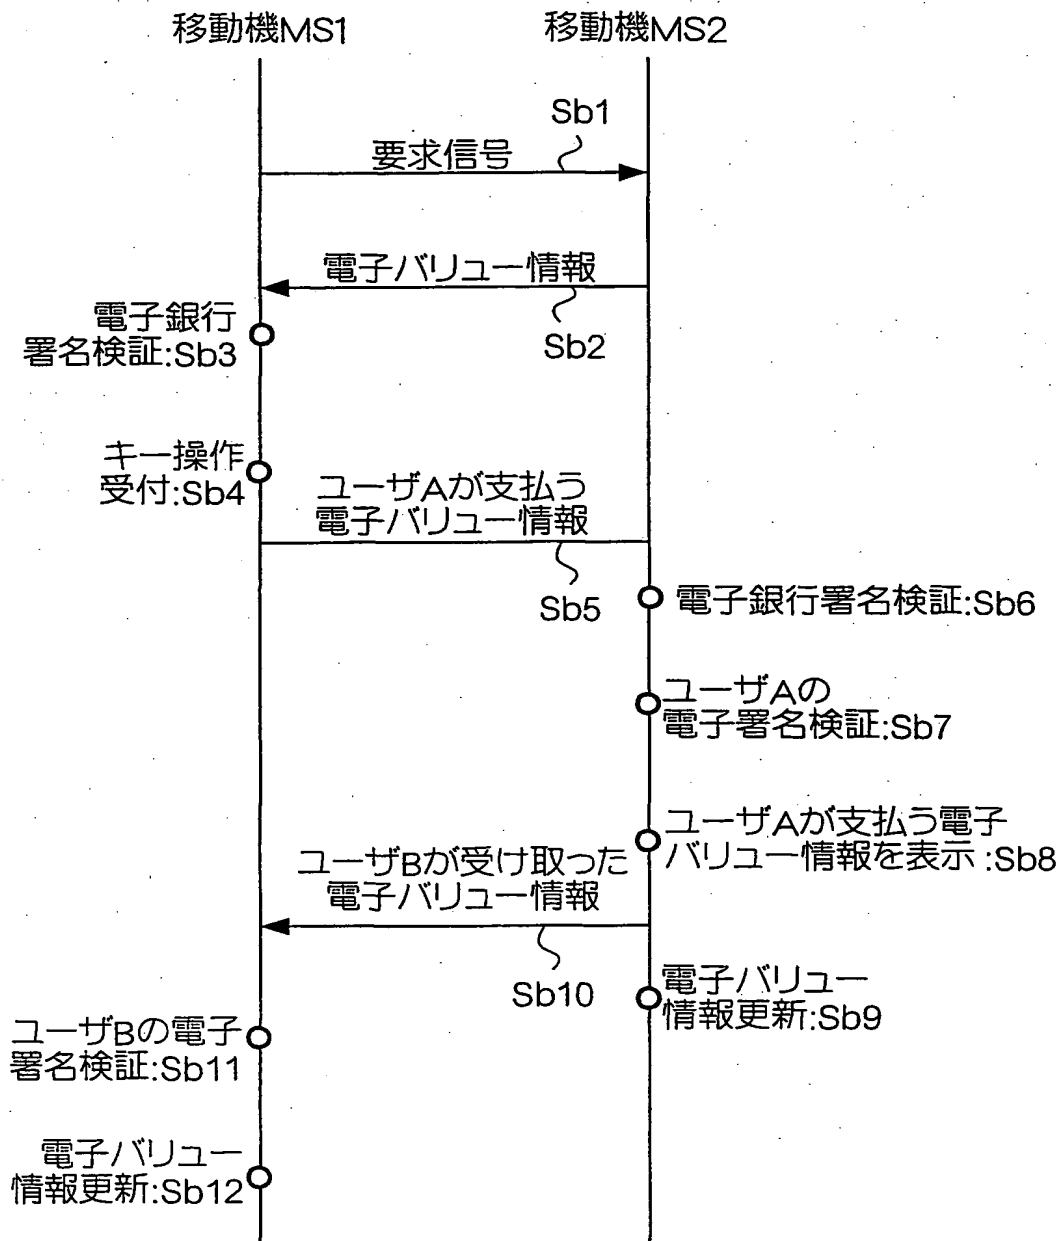 移動機MS1
移動機MS2
Sb1
要求信号
電子バリュー情報
Sb2
電子銀行
署名検証:Sb3
キー操作
受付:Sb4
ユーザAが支払う
電子バリュー情報
Sb5
電子銀行署名検証:Sb6
ユーザAの
電子署名検証:Sb7
ユーザAが支払う電子
バリュー情報を表示:Sb8
ユーザBが受け取った
電子バリュー情報
Sb10
電子バリュー
情報更新:Sb9
ユーザBの電子
署名検証:Sb11
電子バリュー
情報更新:Sb12